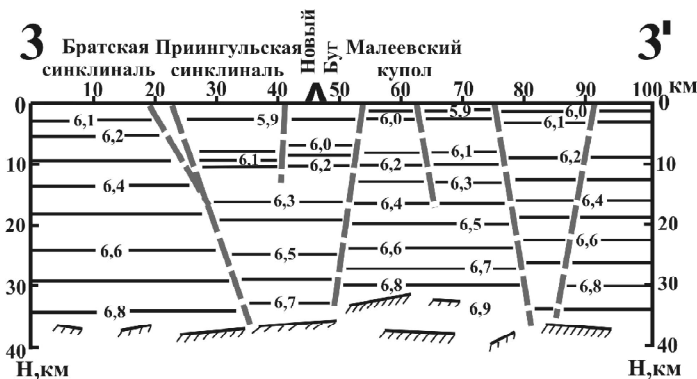 З Братская Приингульская Новый Буг Малеевский З'
синклиналь синклиналь купол
10 20 30 40 50 60 70 80 90 км
0 100 0
6,1 5,9 6,0 5,9 6,1 6,0
6,2 6,0
10 6,1 6,2 6,2 6,1 6,2 10
6,4 6,3 6,4 6,3 6,4
20 6,5 20
6,6 6,5 6,6 6,7 6,6
30 6,8 6,8 30
6,8 6,7 6,9
40 40
Н,км Н,км